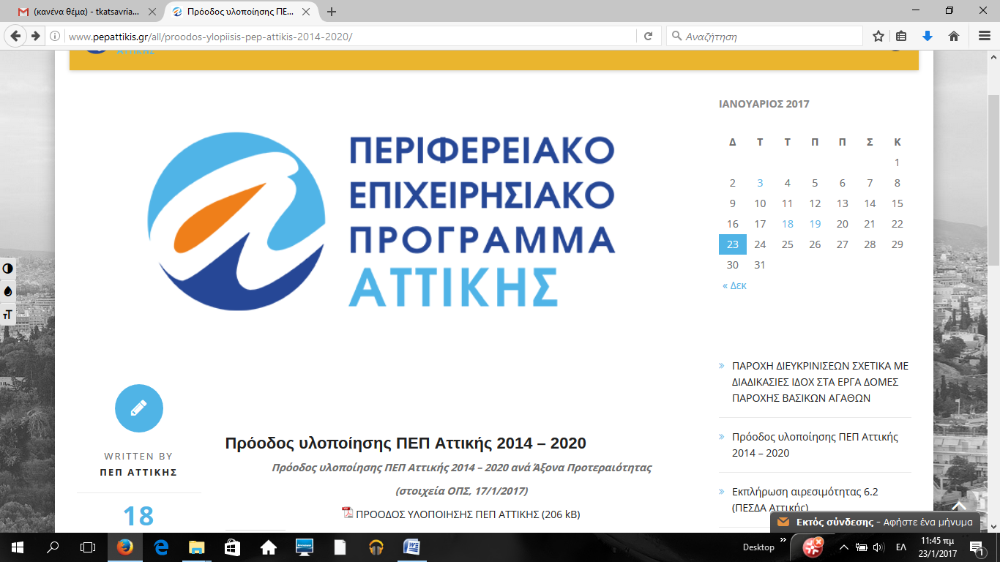 (κανένα θέμα) - tkatsavria...
Πρόοδος υλοποίησης ΠΕ...
www.pepattikis.gr/all/proodos-ylopiisis-pep-attikis-2014-2020/
Αναζήτηση
ΠΕΡΙΦΕΡΕΙΑΚΟ
ΕΠΙΧΕΙΡΗΣΙΑΚΟ
ΠΡΟΓΡΑΜΜΑ
ΑΤΤΙΚΗΣ
WRITTEN BY
ΠΕΠ ΑΤΤΙΚΗΣ
18
Πρόοδος υλοποίησης ΠΕΠ Αττικής 2014 – 2020
Πρόοδος υλοποίησης ΠΕΠ Αττικής 2014 – 2020 ανά Άξονα Προτεραιότητας
(στοιχεία ΟΠΣ, 17/1/2017)
ΠΡΟΟΔΟΣ ΥΛΟΠΟΙΗΣΗΣ ΠΕΠ ΑΤΤΙΚΗΣ (206 kB)
ΙΑΝΟΥΑΡΙΟΣ 2017
Δ Τ Τ Π Π Σ Κ
1
2 3 4 5 6 7 8
9 10 11 12 13 14 15
16 17 18 19 20 21 22
23 24 25 26 27 28 29
30 31
« Δεκ
» ΠΑΡΟΧΗ ΔΙΕΥΚΡΙΝΙΣΕΩΝ ΣΧΕΤΙΚΑ ΜΕ
ΔΙΑΔΙΚΑΣΙΕΣ ΙΔΟΧ ΣΤΑ ΕΡΓΑ ΔΟΜΕΣ
ΠΑΡΟΧΗΣ ΒΑΣΙΚΩΝ ΑΓΑΘΩΝ
» Πρόοδος υλοποίησης ΠΕΠ Αττικής
2014 – 2020
» Εκπλήρωση αιρεσιμότητας 6.2
(ΠΕΣΔΑ Αττικής)
Εκτός σύνδεσης - Αφήστε ένα μήνυμα
Desktop » ΕΛ
11:45 πμ
23/1/2017
1